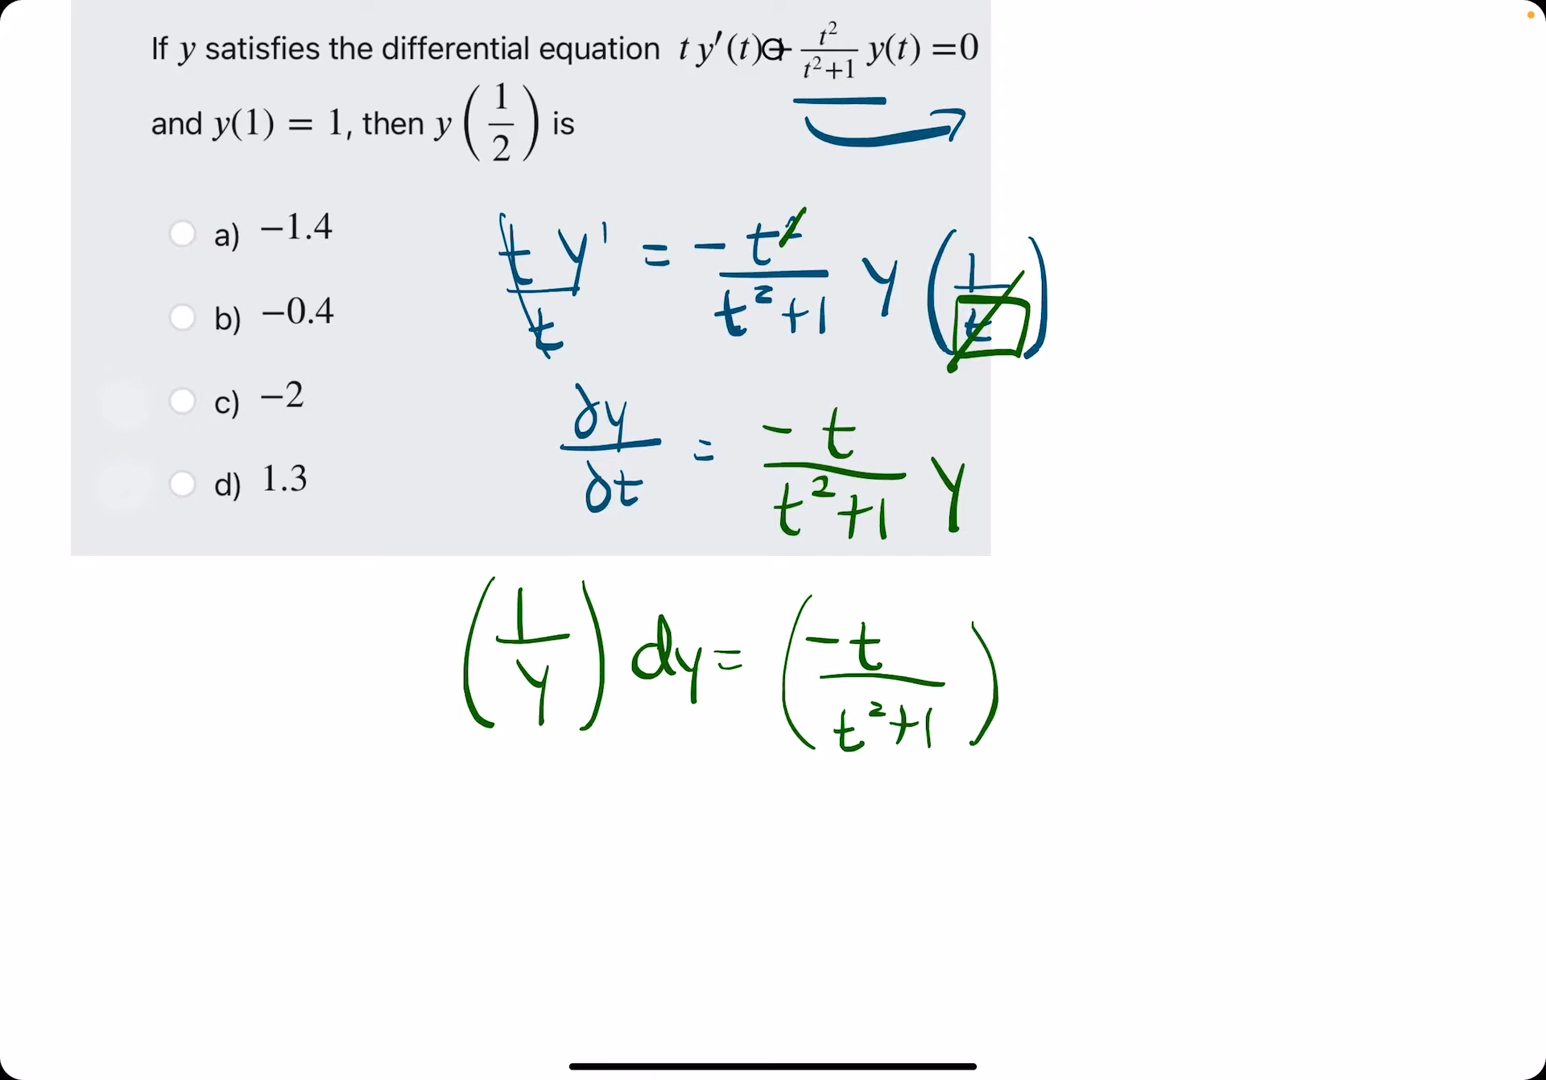 If y satisfies the differential equation t y′(t) + t²/(t²+1) y(t) = 0
and y(1) = 1, then y(1/2) is
a) −1.4
b) −0.4
c) −2
d) 1.3
t y' / t = −t²/(t²+1) y (1/t)
dy/dt = −t/(t²+1) y
(1/y) dy = (−t/(t²+1))